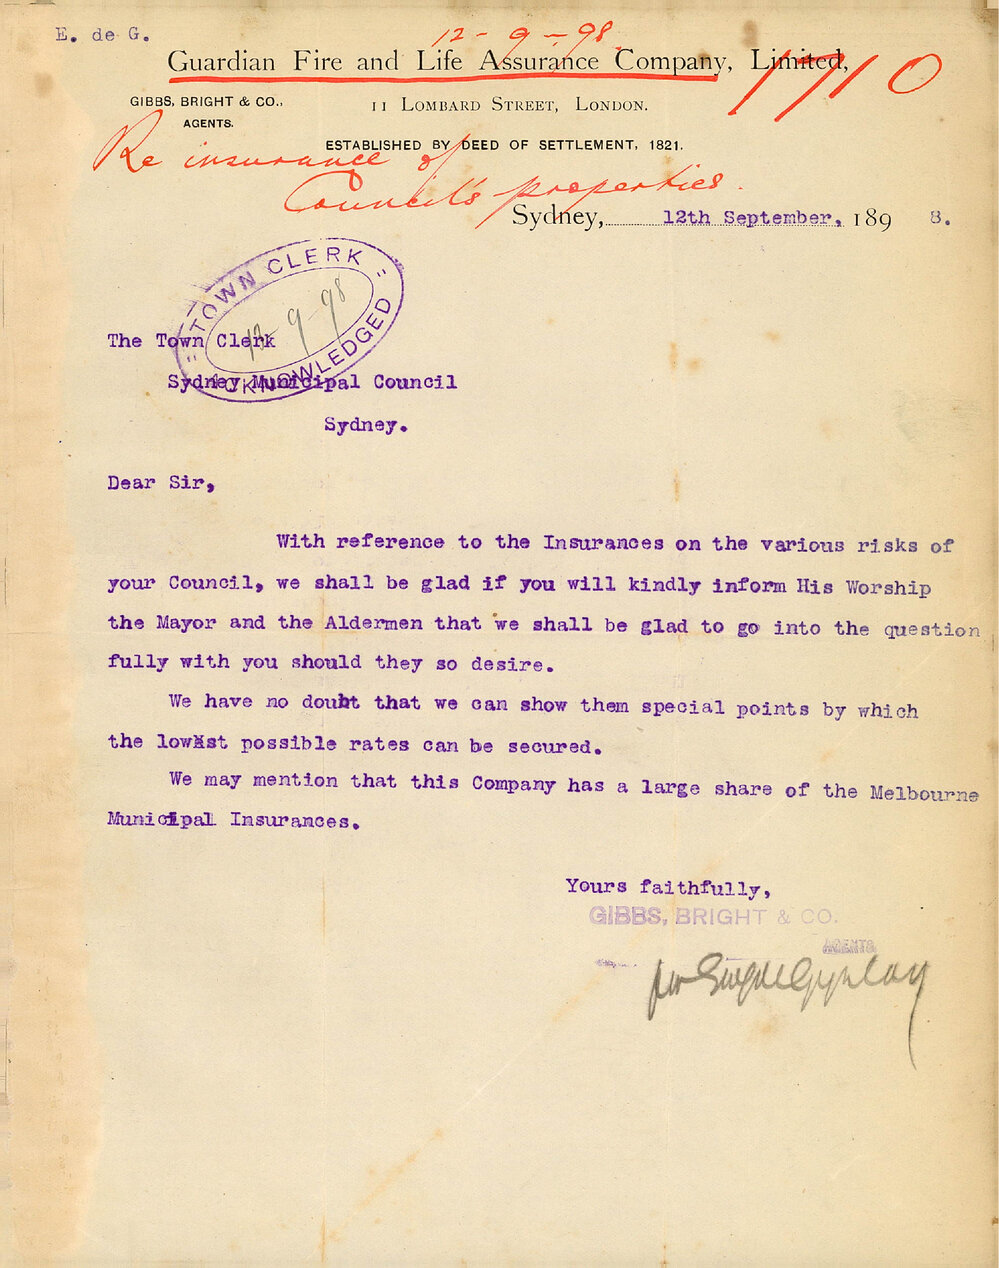 E. de G.
12-9-98.
Guardian Fire and Life Assurance Company, Limited,
1710
GIBBS, BRIGHT & CO.,
AGENTS.
11 Lombard Street, London.
ESTABLISHED BY DEED OF SETTLEMENT, 1821.
Re insurance of
Council's properties.
Sydney, 12th September, 1898.
TOWN CLERK
12-9-98
ACKNOWLEDGED
The Town Clerk
Sydney Municipal Council
Sydney.
Dear Sir,
With reference to the Insurances on the various risks of
your Council, we shall be glad if you will kindly inform His Worship
the Mayor and the Aldermen that we shall be glad to go into the question
fully with you should they so desire.
We have no doubt that we can show them special points by which
the lowest possible rates can be secured.
We may mention that this Company has a large share of the Melbourne
Municipal Insurances.
Yours faithfully,
GIBBS, BRIGHT & CO.
AGENTS
per